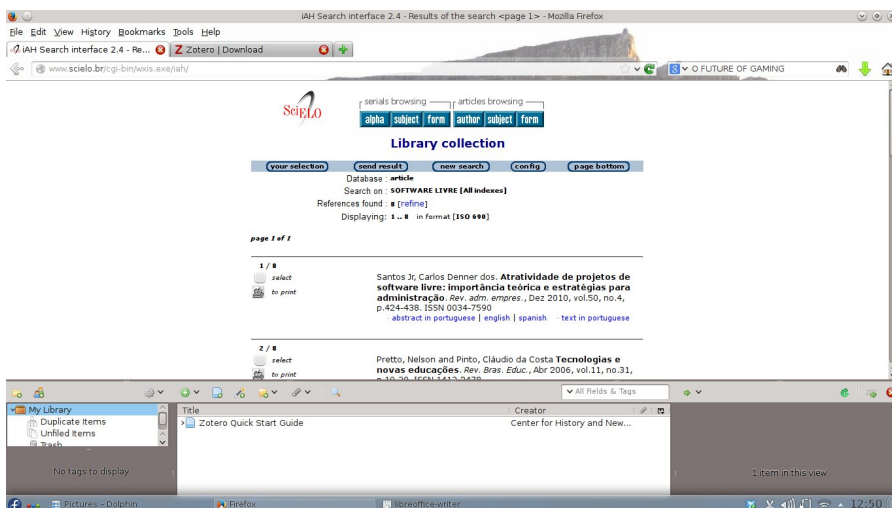 iAH Search interface 2.4 - Results of the search <page 1> - Mozilla Firefox
File Edit View History Bookmarks Tools Help
iAH Search interface 2.4 - Re... Zotero | Download
www.scielo.br/cgi-bin/wxis.exe/iah/ O FUTURE OF GAMING
SciELO
serials browsing articles browsing
alpha subject form author subject form
Library collection
your selection send result new search config page bottom
Database : article
Search on : SOFTWARE LIVRE [All indexes]
References found : 8 [refine]
Displaying: 1 .. 8 in format [ISO 690]
page 1 of 1
1 / 8
select
to print
Santos Jr, Carlos Denner dos. Atratividade de projetos de
software livre: importância teórica e estratégias para
administração. Rev. adm. empres., Dez 2010, vol.50, no.4,
p.424-438. ISSN 0034-7590
· abstract in portuguese | english | spanish · text in portuguese
2 / 8
select
to print
Pretto, Nelson and Pinto, Cláudio da Costa Tecnologias e
novas educações. Rev. Bras. Educ., Abr 2006, vol.11, no.31,
p.19-30. ISSN 1413-2478
All Fields & Tags
My Library
Duplicate Items
Unfiled Items
Trash
No tags to display
Title Creator
Zotero Quick Start Guide Center for History and New...
1 item in this view
Pictures – Dolphin Firefox libreoffice-writer 12:50